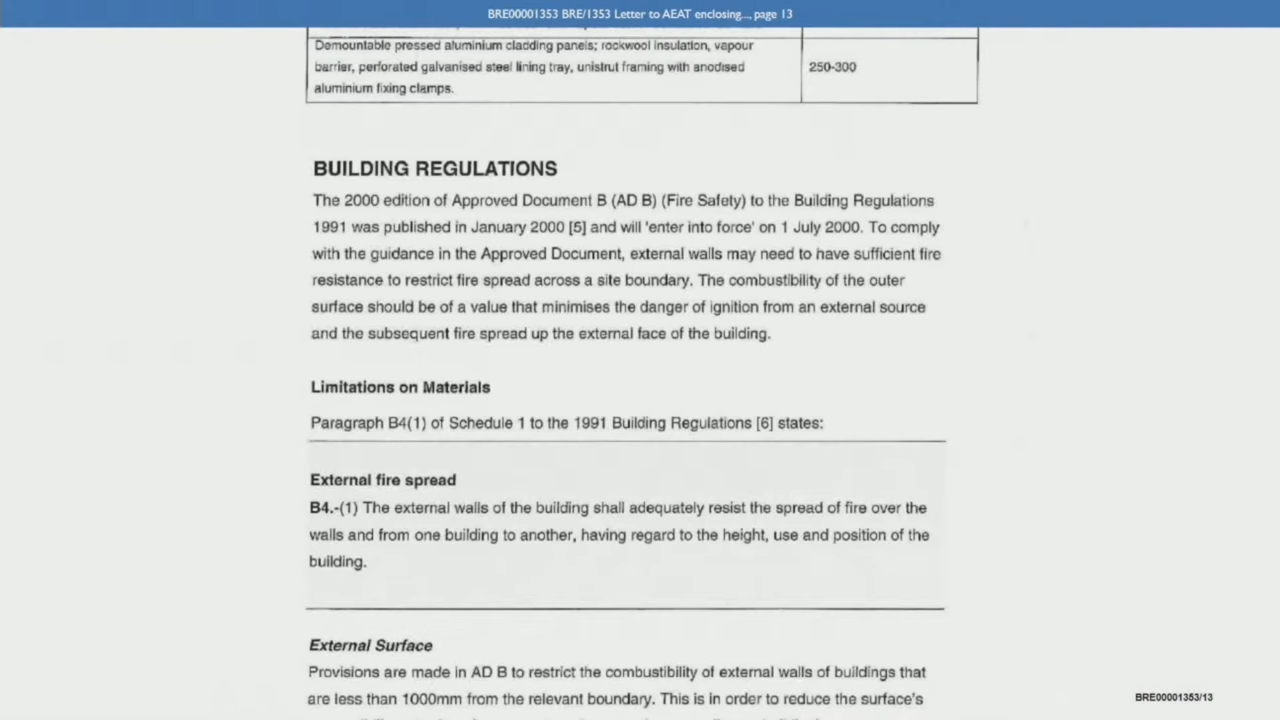 BRE00001353 BRE/1353 Letter to AEAT enclosing..., page 13
Demountable pressed aluminium cladding panels; rockwool insulation, vapour
barrier, perforated galvanised steel lining tray, unistrut framing with anodised
aluminium fixing clamps.
250-300
BUILDING REGULATIONS
The 2000 edition of Approved Document B (AD B) (Fire Safety) to the Building Regulations
1991 was published in January 2000 [5] and will 'enter into force' on 1 July 2000. To comply
with the guidance in the Approved Document, external walls may need to have sufficient fire
resistance to restrict fire spread across a site boundary. The combustibility of the outer
surface should be of a value that minimises the danger of ignition from an external source
and the subsequent fire spread up the external face of the building.
Limitations on Materials
Paragraph B4(1) of Schedule 1 to the 1991 Building Regulations [6] states:
External fire spread
B4.-(1) The external walls of the building shall adequately resist the spread of fire over the
walls and from one building to another, having regard to the height, use and position of the
building.
External Surface
Provisions are made in AD B to restrict the combustibility of external walls of buildings that
are less than 1000mm from the relevant boundary. This is in order to reduce the surface's
BRE00001353/13